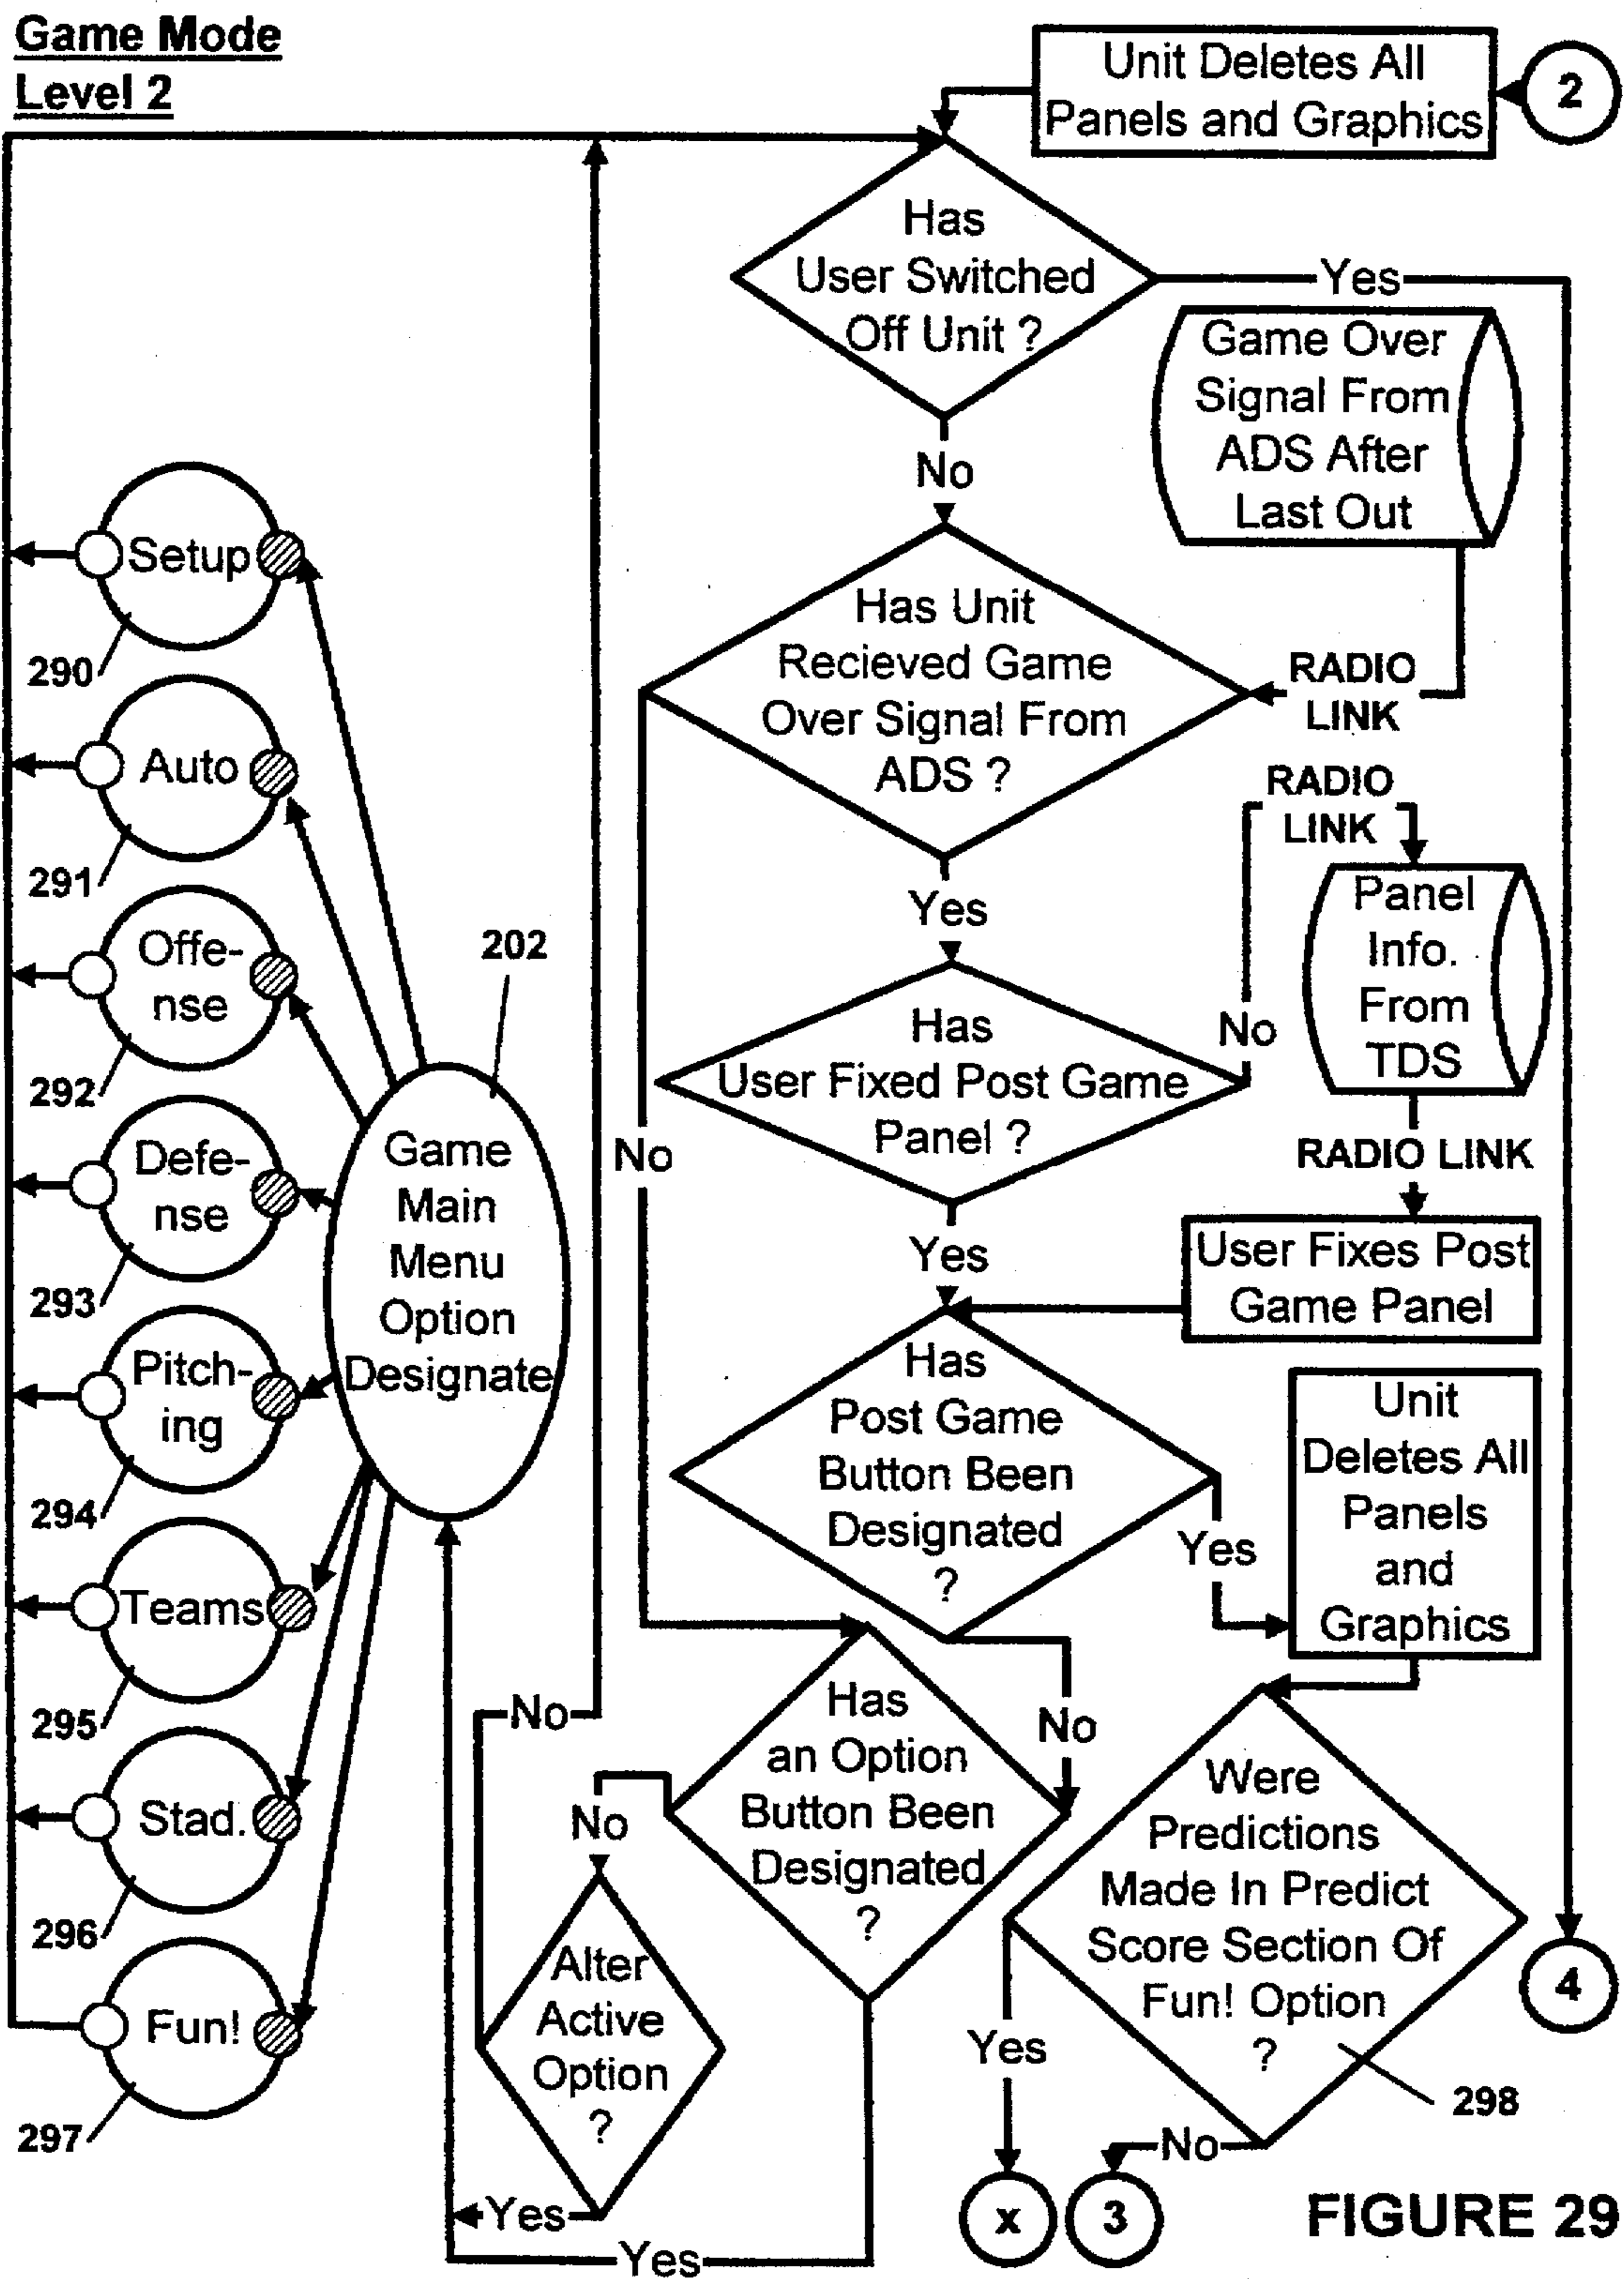 Game Mode
Level 2
Unit Deletes All
Panels and Graphics
2
Has
User Switched
Off Unit ?
Yes
No
Game Over
Signal From
ADS After
Last Out
RADIO
LINK
Has Unit
Recieved Game
Over Signal From
ADS ?
Yes
No
RADIO
LINK
Panel
Info.
From
TDS
RADIO LINK
Has
User Fixed Post Game
Panel ?
No
Yes
User Fixes Post
Game Panel
Has
Post Game
Button Been
Designated
?
Yes
No
Unit
Deletes All
Panels
and
Graphics
Has
an Option
Button Been
Designated
?
No
Yes
Alter
Active
Option
?
No
Yes
Were
Predictions
Made In Predict
Score Section Of
Fun! Option
?
298
Yes
No
x
3
4
Setup
290
Auto
291
Offe-
nse
292
Defe-
nse
293
Pitch-
ing
294
Teams
295
Stad.
296
Fun!
297
202
Game
Main
Menu
Option
Designate
FIGURE 29